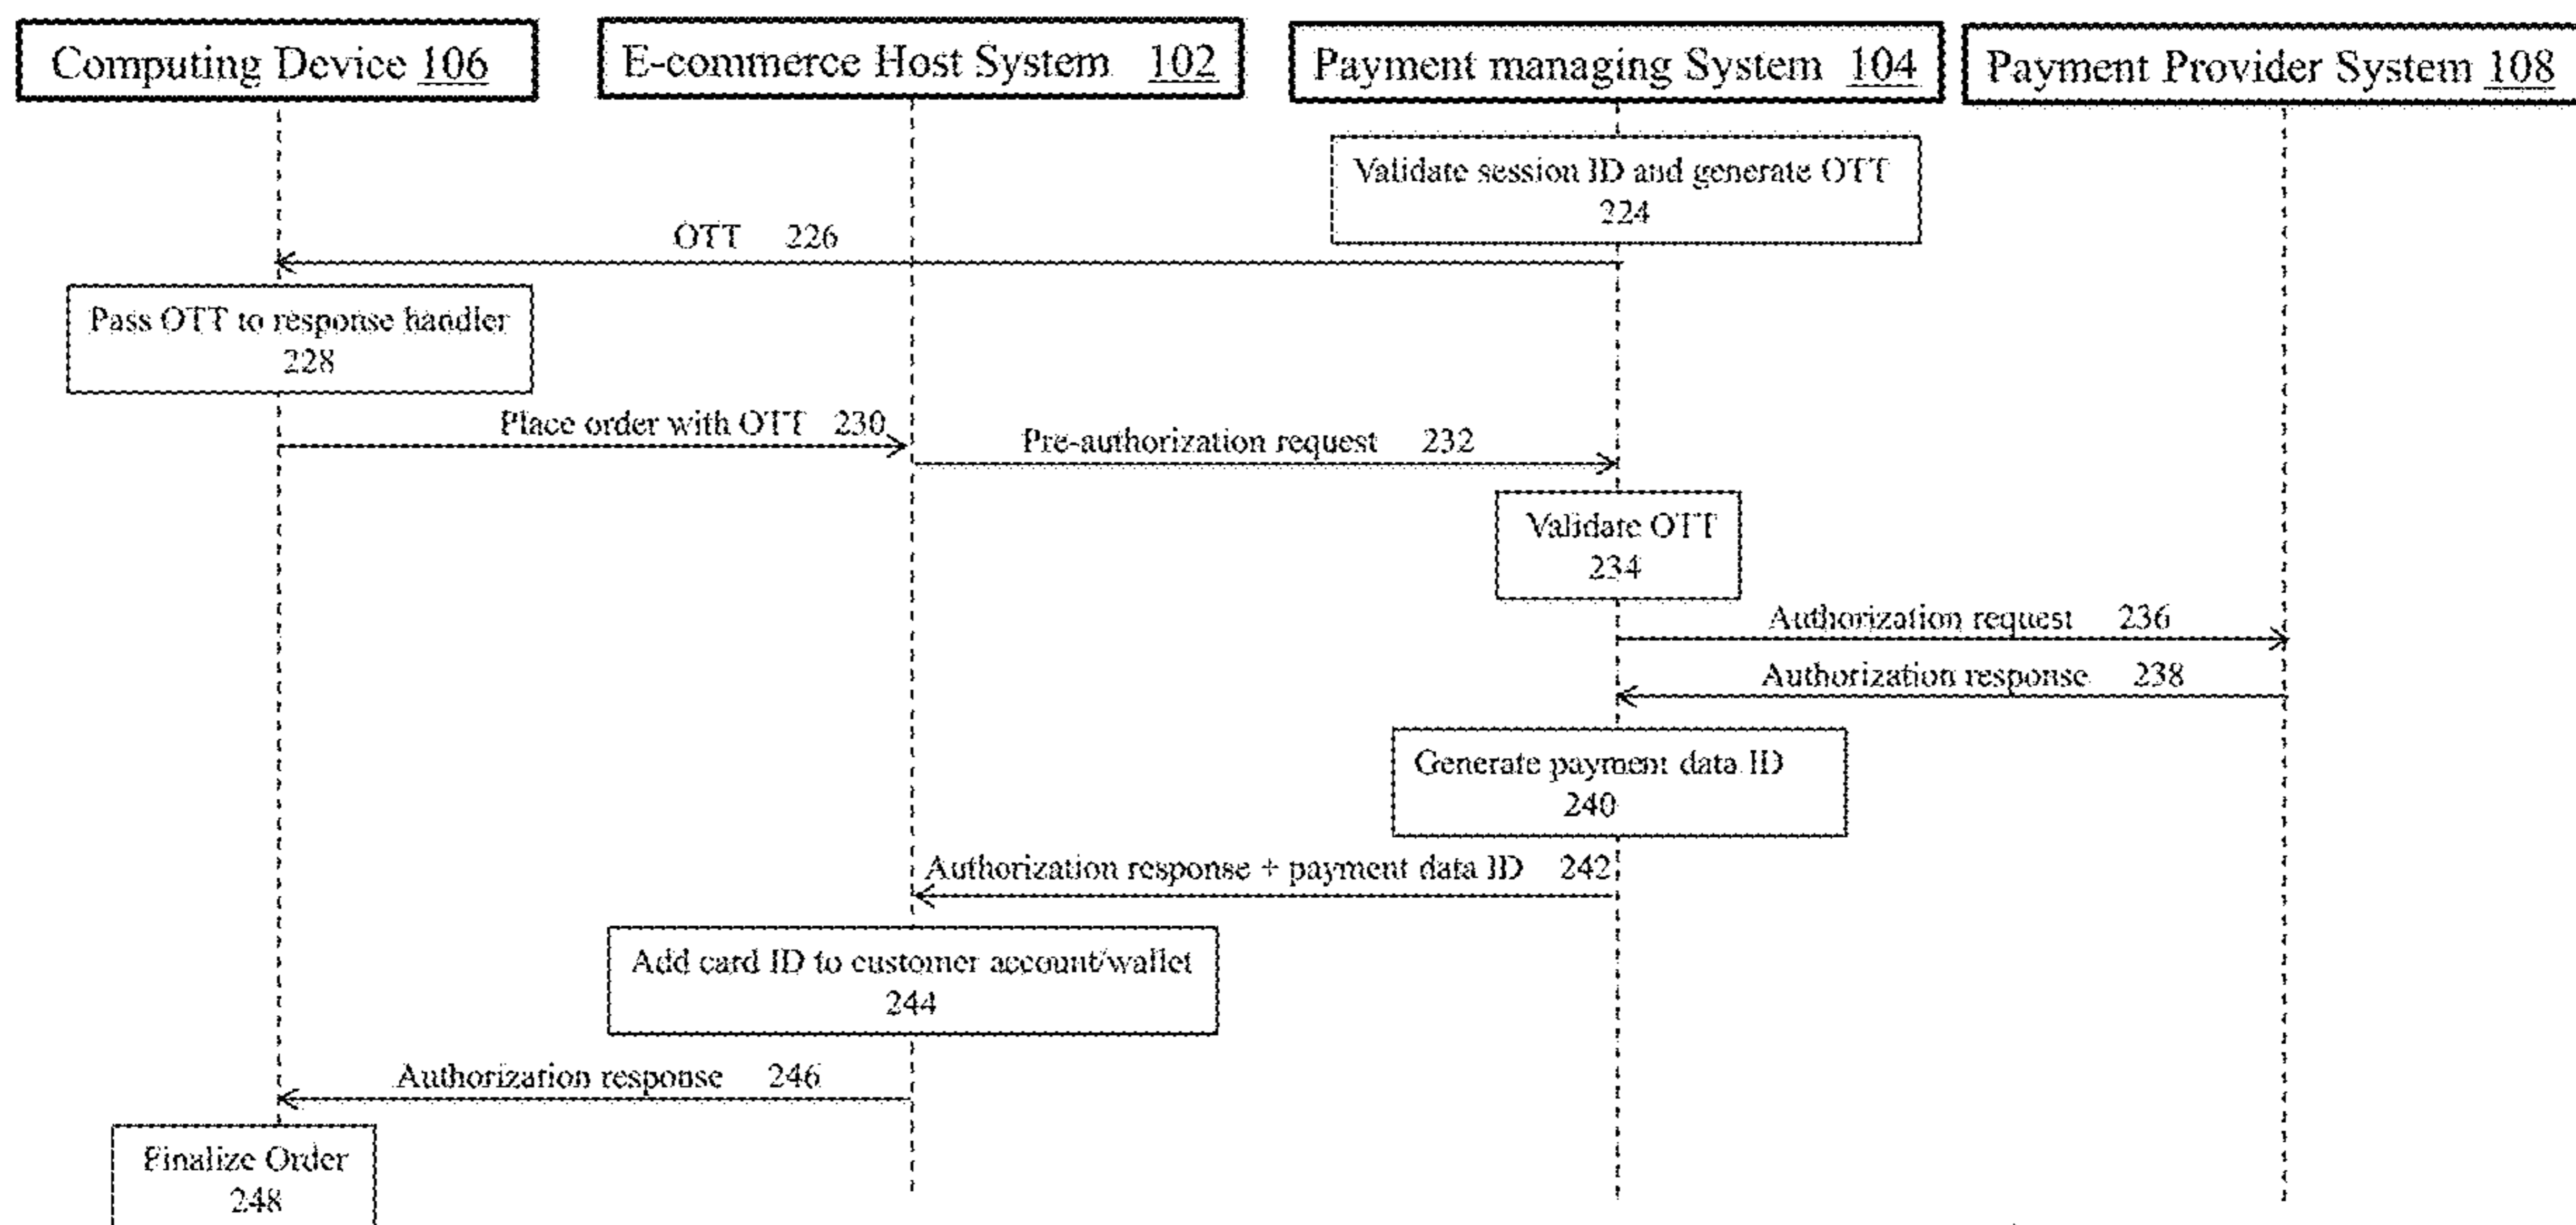 Computing Device 106
E-commerce Host System 102
Payment managing System 104
Payment Provider System 108
Validate session ID and generate OTT
224
OTT 226
Pass OTT to response handler
228
Place order with OTT 230
Pre-authorization request 232
Validate OTT
234
Authorization request 236
Authorization response 238
Generate payment data ID
240
Authorization response + payment data ID 242
Add card ID to customer account/wallet
244
Authorization response 246
Finalize Order
248